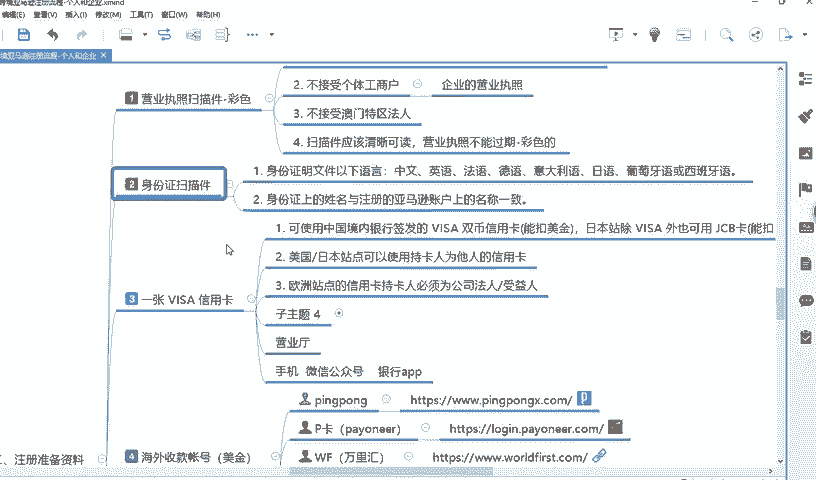 跨境亚马逊注册流程-个人和企业.xmind
编辑(E) 查看(V) 插入(I) 修改(M) 工具(T) 窗口(W) 帮助(H)
境亚马逊注册流程-个人和企业
2. 不接受个体工商户 企业的营业执照
1 营业执照扫描件-彩色
3. 不接受澳门特区法人
4. 扫描件应该清晰可读，营业执照不能过期-彩色的
1. 身份证明文件以下语言：中文、英语、法语、德语、意大利语、日语、葡萄牙语或西班牙语。
2 身份证扫描件
2. 身份证上的姓名与注册的亚马逊账户上的名称一致。
1. 可使用中国境内银行签发的 VISA 双币信用卡(能扣美金)，日本站除 VISA 外也可用 JCB卡(能扣
2. 美国/日本站点可以使用持卡人为他人的信用卡
3. 欧洲站点的信用卡持卡人必须为公司法人/受益人
3 一张 VISA 信用卡
子主题 4
营业厅
手机 微信公众号 银行app
pingpong https://www.pingpongx.com/
P卡（payoneer） https://login.payoneer.com/
4 海外收款帐号（美金）
WF（万里汇） https://www.worldfirst.com/
二、注册准备资料